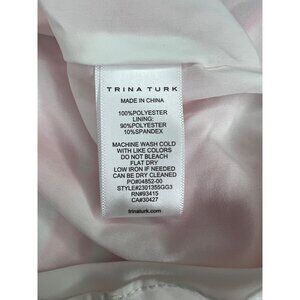 TRINA TURK
MADE IN CHINA
100%POLYESTER
LINING:
90%POLYESTER
10%SPANDEX
MACHINE WASH COLD
WITH LIKE COLORS
DO NOT BLEACH
FLAT DRY
LOW IRON IF NEEDED
CAN BE DRY CLEANED
PO#04852-00
STYLE#2301355GG3
RN#93415
CA#30427
trinaturk.com